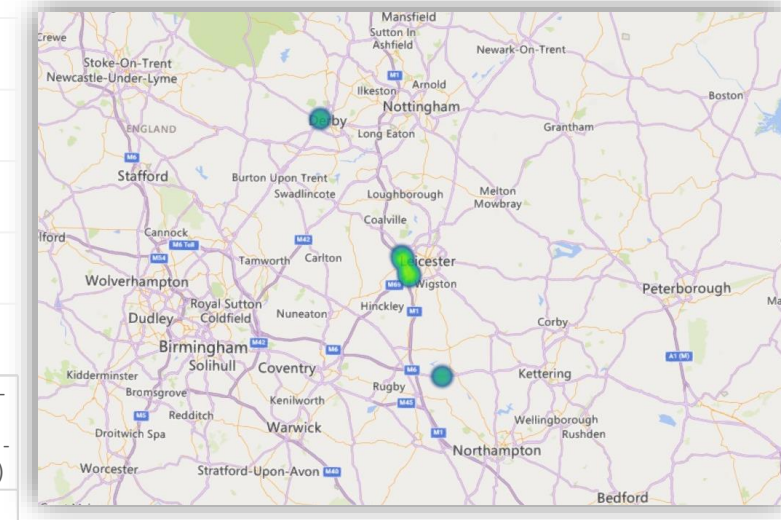 Mansfield
Crewe
Sutton In
Ashfield
Stoke-On-Trent
Newcastle-Under-Lyme
Newark-On-Trent
M1
Ilkeston
Arnold
Nottingham
Boston
Derby
Long Eaton
Grantham
ENGLAND
M6
Stafford
Burton Upon Trent
Swadlincote
Loughborough
Melton
Mowbray
Coalville
lford
Cannock
M6 Toll
M42
M54
Tamworth
Carlton
Leicester
Wolverhampton
M69
Wigston
Peterborough
Royal Sutton
Coldfield
Hinckley
M1
Nuneaton
Ma
Dudley
Corby
Birmingham
M42
M6
A1 (M)
Solihull
Coventry
M6
Kidderminster
Rugby
Kettering
Bromsgrove
Kenilworth
M45
M5
Redditch
Wellingborough
Droitwich Spa
Warwick
M1
Rushden
Northampton
Worcester
Stratford-Upon-Avon
M40
Bedford
-
-
)